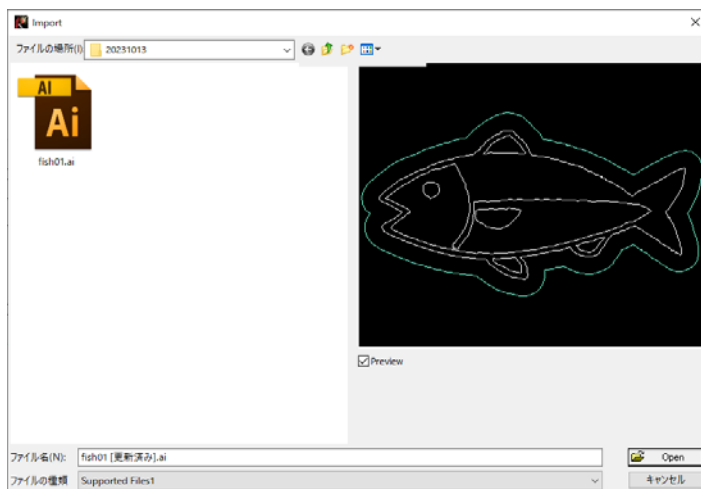 Import
ファイルの場所(I)
20231013
AI
Ai
fish01.ai
Preview
ファイル名(N):
fish01 [更新済み].ai
Open
ファイルの種類
Supported Files1
キャンセル